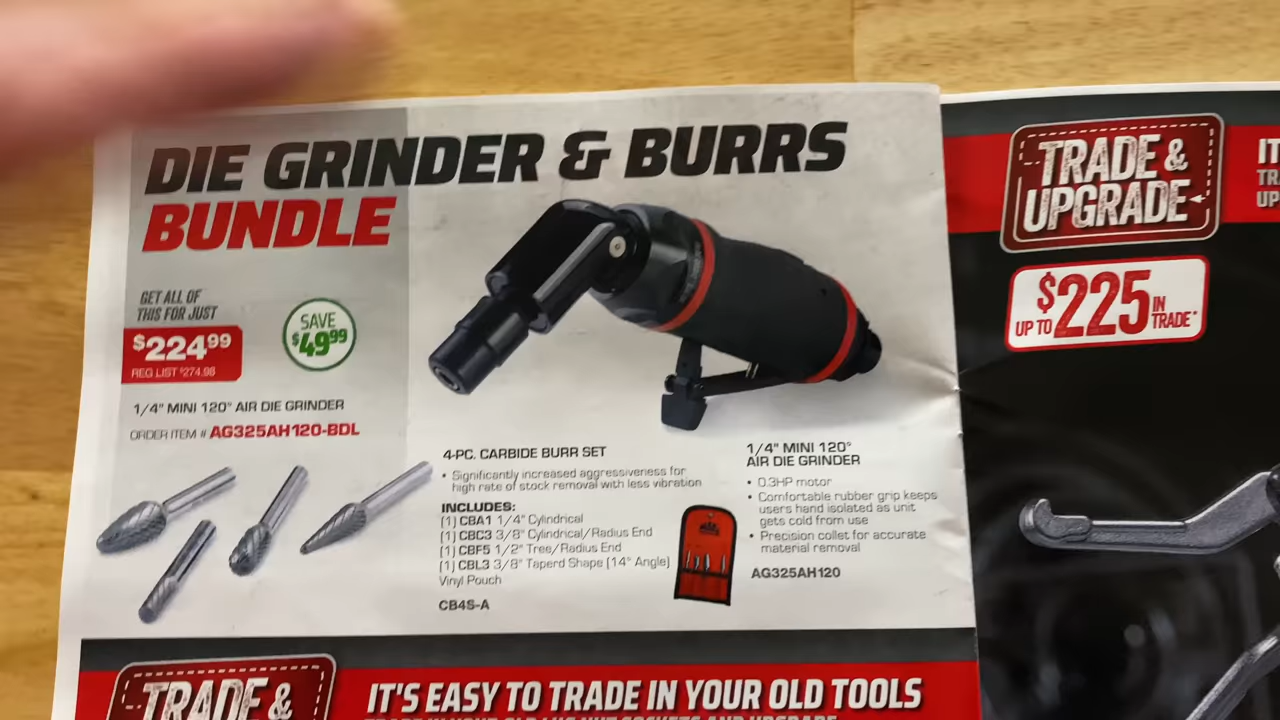 DIE GRINDER & BURRS
BUNDLE
GET ALL OF
THIS FOR JUST
$224.99
REG LIST $274.98
SAVE
$49.99
1/4" MINI 120° AIR DIE GRINDER
ORDER ITEM # AG325AH120-BDL
4-PC. CARBIDE BURR SET
• Significantly increased aggressiveness for
high rate of stock removal with less vibration
INCLUDES:
(1) CBA1 1/4" Cylindrical
(1) CBC3 3/8" Cylindrical/Radius End
(1) CBF5 1/2" Tree/Radius End
(1) CBL3 3/8" Taperd Shape (14° Angle)
Vinyl Pouch
CB4S-A
1/4" MINI 120°
AIR DIE GRINDER
• 0.3HP motor
• Comfortable rubber grip keeps
users hand isolated as unit
gets cold from use
• Precision collet for accurate
material removal
AG325AH120
TRADE &
IT'S EASY TO TRADE IN YOUR OLD TOOLS
TRADE &
UPGRADE
UP TO $225 IN TRADE*
IT
TR
UP